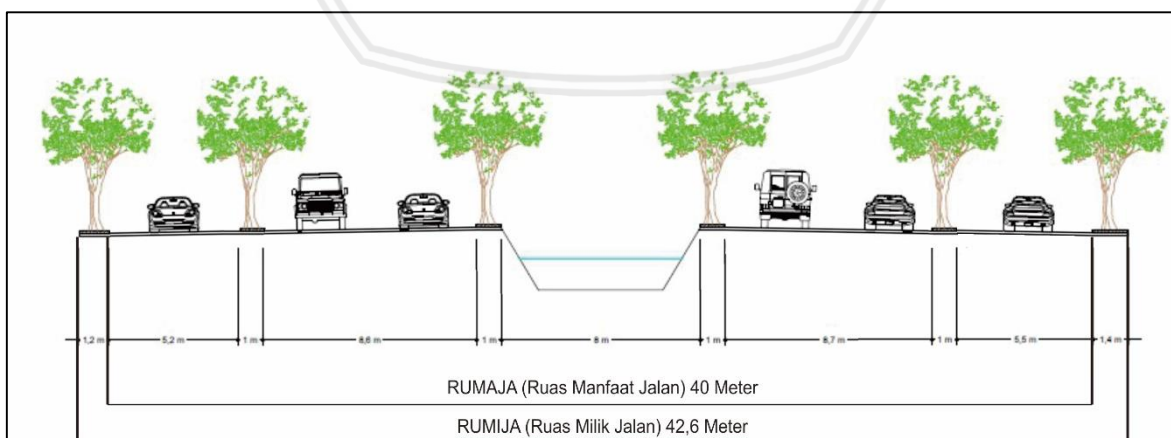 1,2 m 5,2 m 1 m 8,6 m 1 m 8 m 1 m 8,7 m 1 m 5,5 m 1,4 m
RUMAJA (Ruas Manfaat Jalan) 40 Meter
RUMIJA (Ruas Milik Jalan) 42,6 Meter